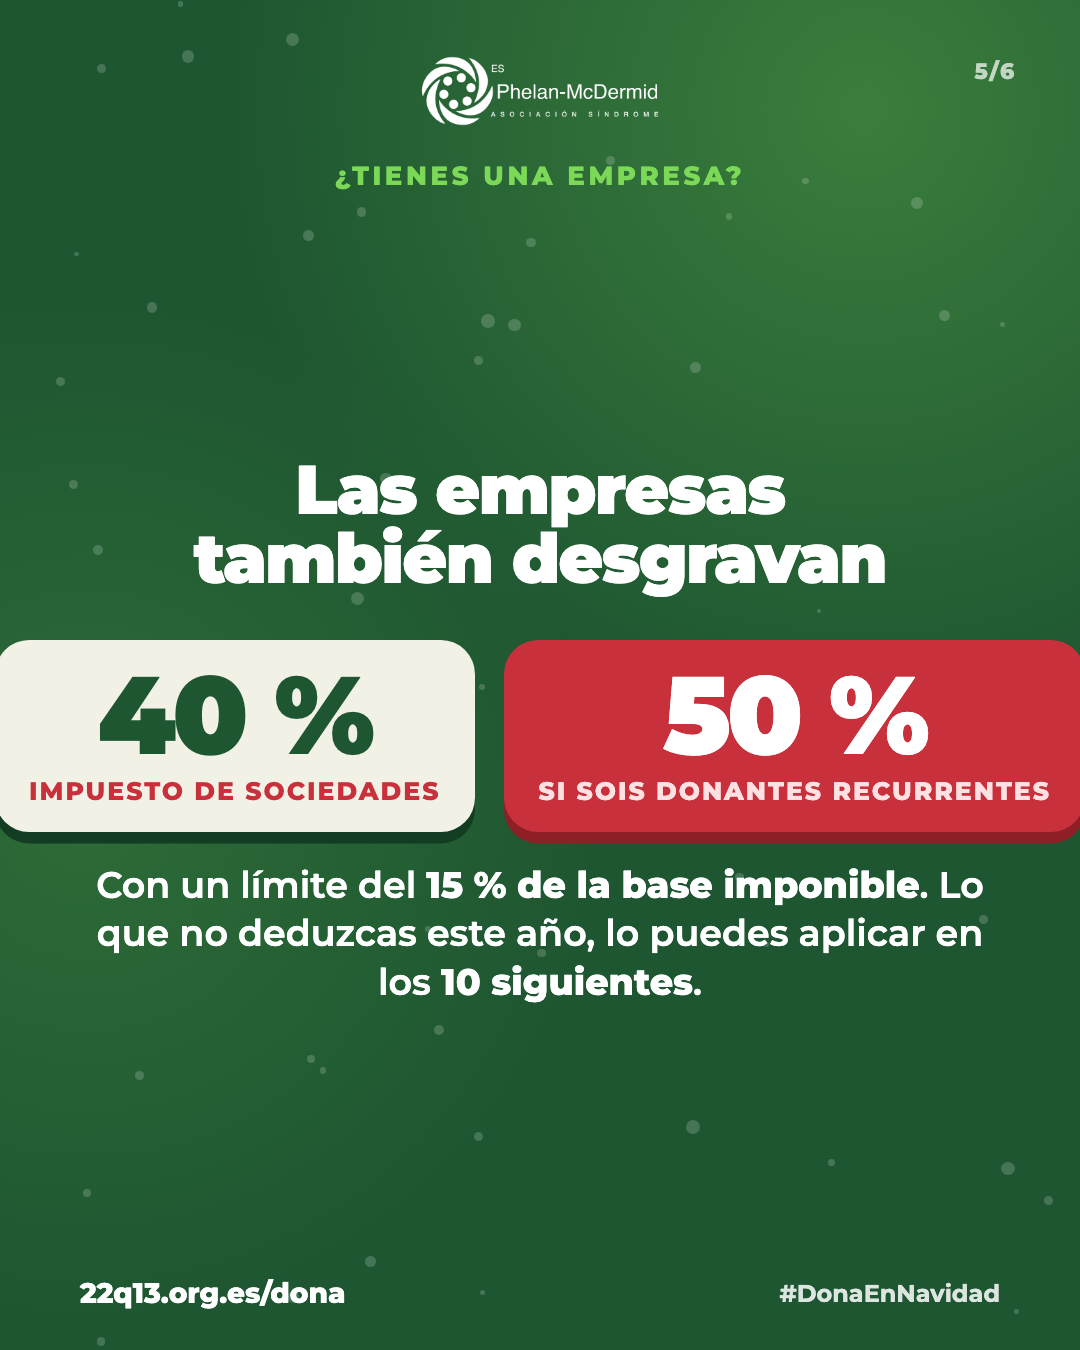 5/6
ES
Phelan-McDermid
ASOCIACIÓN SÍNDROME
¿TIENES UNA EMPRESA?
Las empresas
también desgravan
40 %
IMPUESTO DE SOCIEDADES
50 %
SI SOIS DONANTES RECURRENTES
Con un límite del 15 % de la base imponible. Lo
que no deduzcas este año, lo puedes aplicar en
los 10 siguientes.
22q13.org.es/dona
#DonaEnNavidad